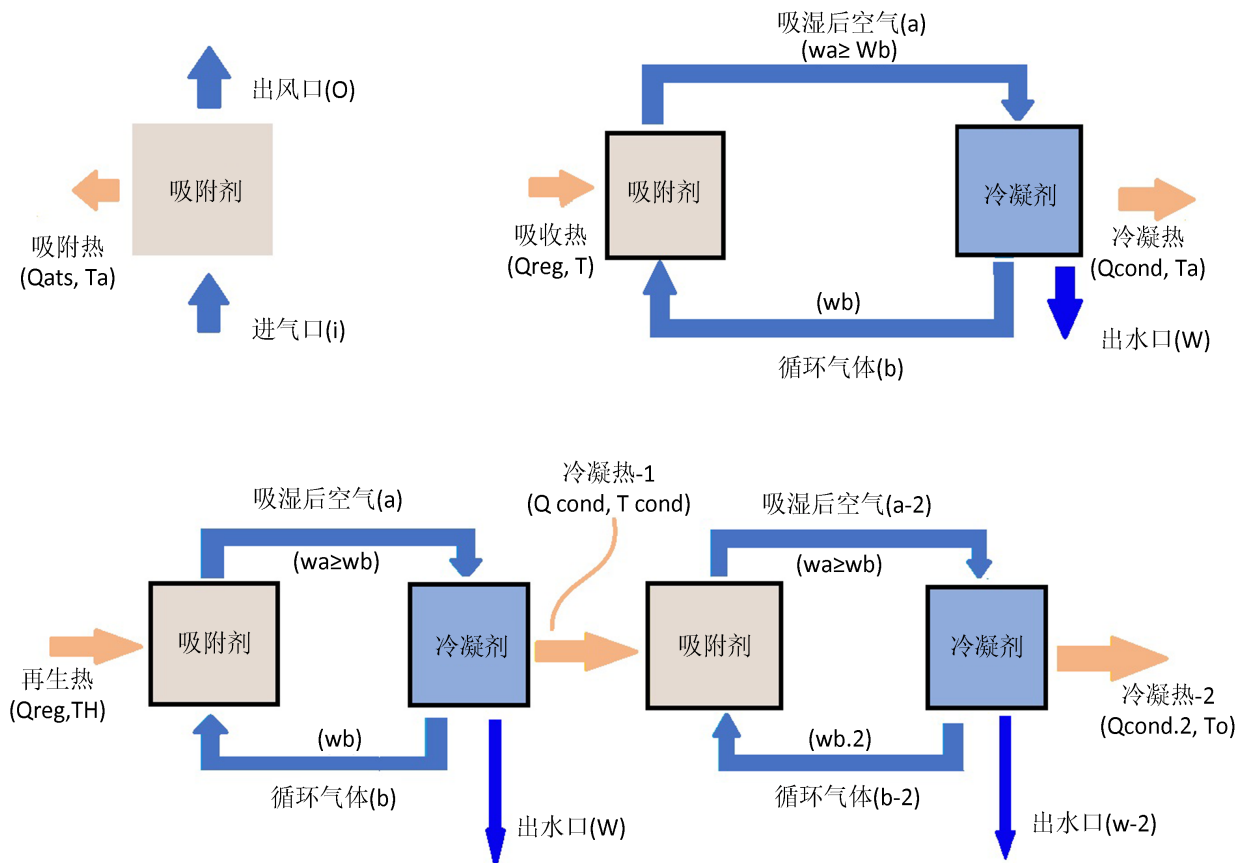 出风口(O)
吸附剂
吸附热
(Qats, Ta)
进气口(i)
吸湿后空气(a)
(wa≥ Wb)
吸附剂
冷凝剂
吸收热
(Qreg, T)
冷凝热
(Qcond, Ta)
(wb)
出水口(W)
循环气体(b)
冷凝热-1
(Q cond, T cond)
吸湿后空气(a)
(wa≥wb)
吸附剂
冷凝剂
再生热
(Qreg,TH)
(wb)
循环气体(b)
出水口(W)
吸湿后空气(a-2)
(wa≥wb)
吸附剂
冷凝剂
冷凝热-2
(Qcond.2, To)
(wb.2)
循环气体(b-2)
出水口(w-2)